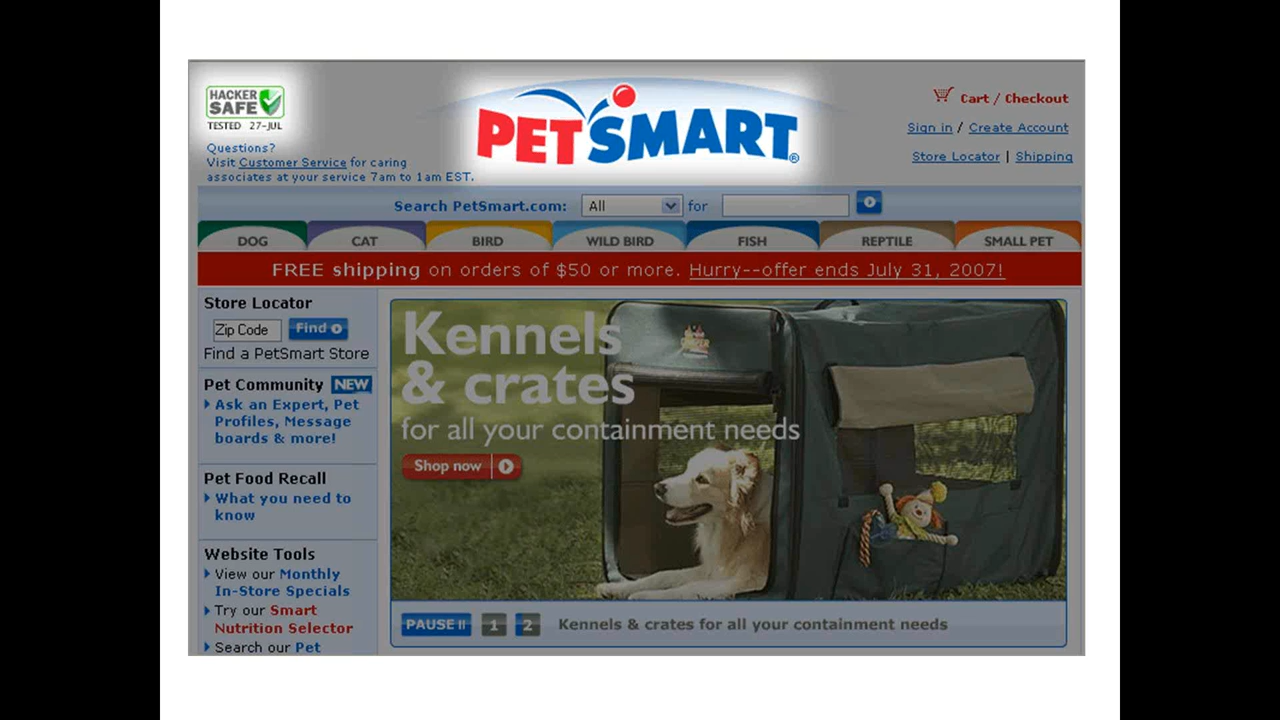 HACKER
SAFE
TESTED 27-JUL
Questions?
Visit Customer Service for caring
associates at your service 7am to 1am EST.
PETSMART®
Cart / Checkout
Sign in / Create Account
Store Locator | Shipping
Search PetSmart.com: All for
DOG CAT BIRD WILD BIRD FISH REPTILE SMALL PET
FREE shipping on orders of $50 or more. Hurry--offer ends July 31, 2007!
Store Locator
Zip Code Find
Find a PetSmart Store
Pet Community NEW
Ask an Expert, Pet
Profiles, Message
boards & more!
Pet Food Recall
What you need to
know
Website Tools
View our Monthly
In-Store Specials
Try our Smart
Nutrition Selector
Search our Pet
Kennels
& crates
for all your containment needs
Shop now
PAUSE 1 2 Kennels & crates for all your containment needs